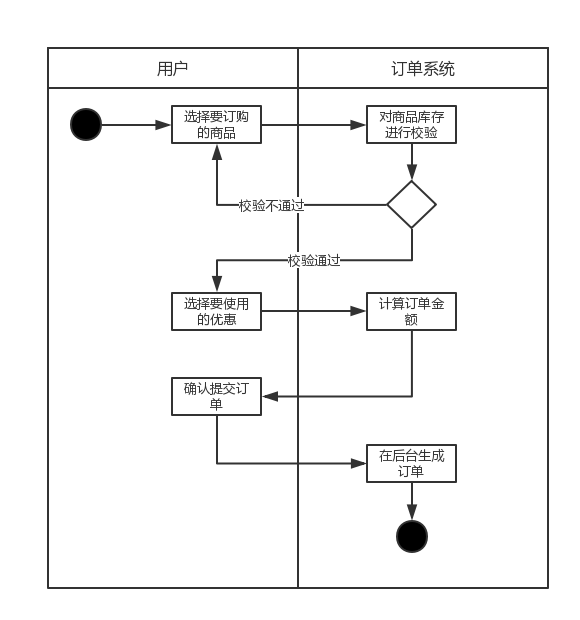 用户
订单系统
选择要订购
的商品
对商品库存
进行校验
校验不通过
校验通过
选择要使用
的优惠
计算订单金
额
确认提交订
单
在后台生成
订单